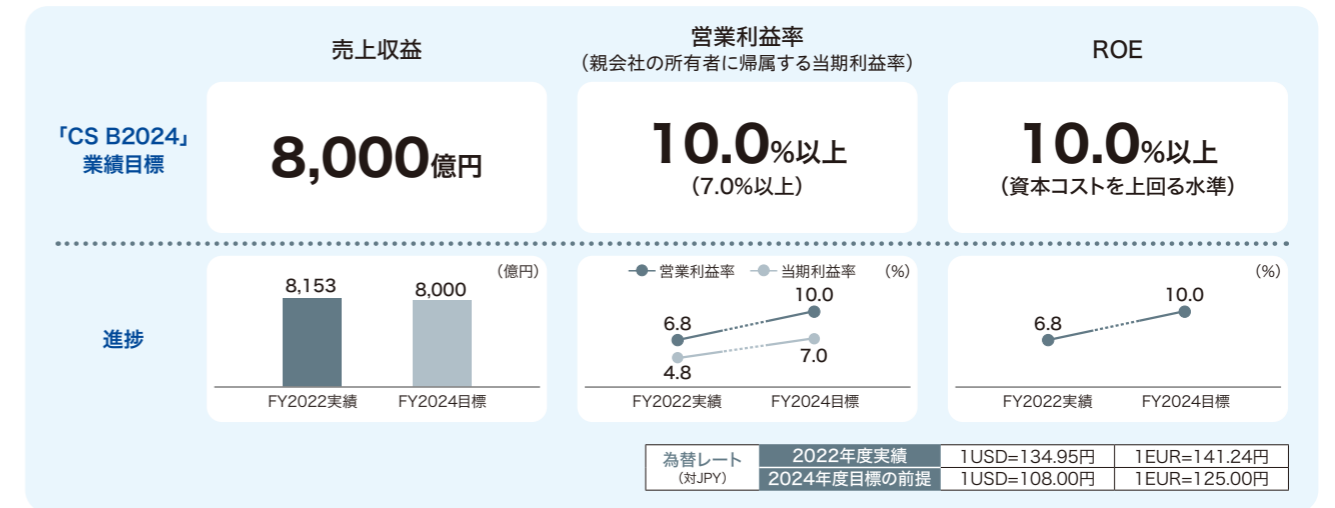 売上収益
営業利益率
（親会社の所有者に帰属する当期利益率）
ROE
「CS B2024」
業績目標
8,000億円
10.0%以上
（7.0%以上）
10.0%以上
（資本コストを上回る水準）
進捗
（億円）
8,153
8,000
FY2022実績
FY2024目標
営業利益率
当期利益率
（%）
10.0
6.8
7.0
4.8
FY2022実績
FY2024目標
（%）
10.0
6.8
FY2022実績
FY2024目標
為替レート
（対JPY）
2022年度実績
1USD=134.95円
1EUR=141.24円
2024年度目標の前提
1USD=108.00円
1EUR=125.00円